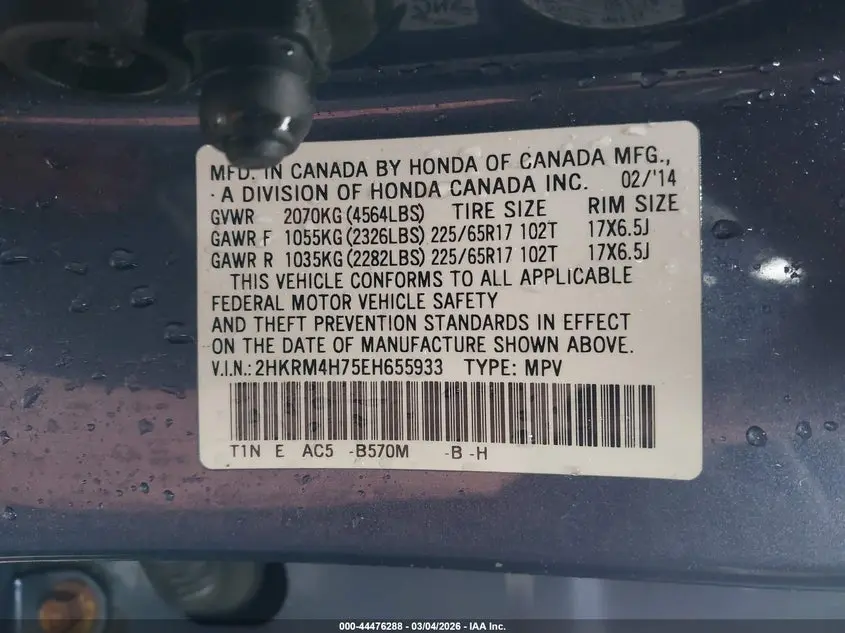 MFD. IN CANADA BY HONDA OF CANADA MFG.,
A DIVISION OF HONDA CANADA INC. 02/'14
GVWR 2070KG (4564LBS) TIRE SIZE RIM SIZE
GAWR F 1055KG (2326LBS) 225/65R17 102T 17X6.5J
GAWR R 1035KG (2282LBS) 225/65R17 102T 17X6.5J
THIS VEHICLE CONFORMS TO ALL APPLICABLE
FEDERAL MOTOR VEHICLE SAFETY
AND THEFT PREVENTION STANDARDS IN EFFECT
ON THE DATE OF MANUFACTURE SHOWN ABOVE.
V.I.N.: 2HKRM4H75EH655933 TYPE: MPV
T1N E AC5 -B570M -B -H
000-44476288 - 03/04/2026 - IAA Inc.